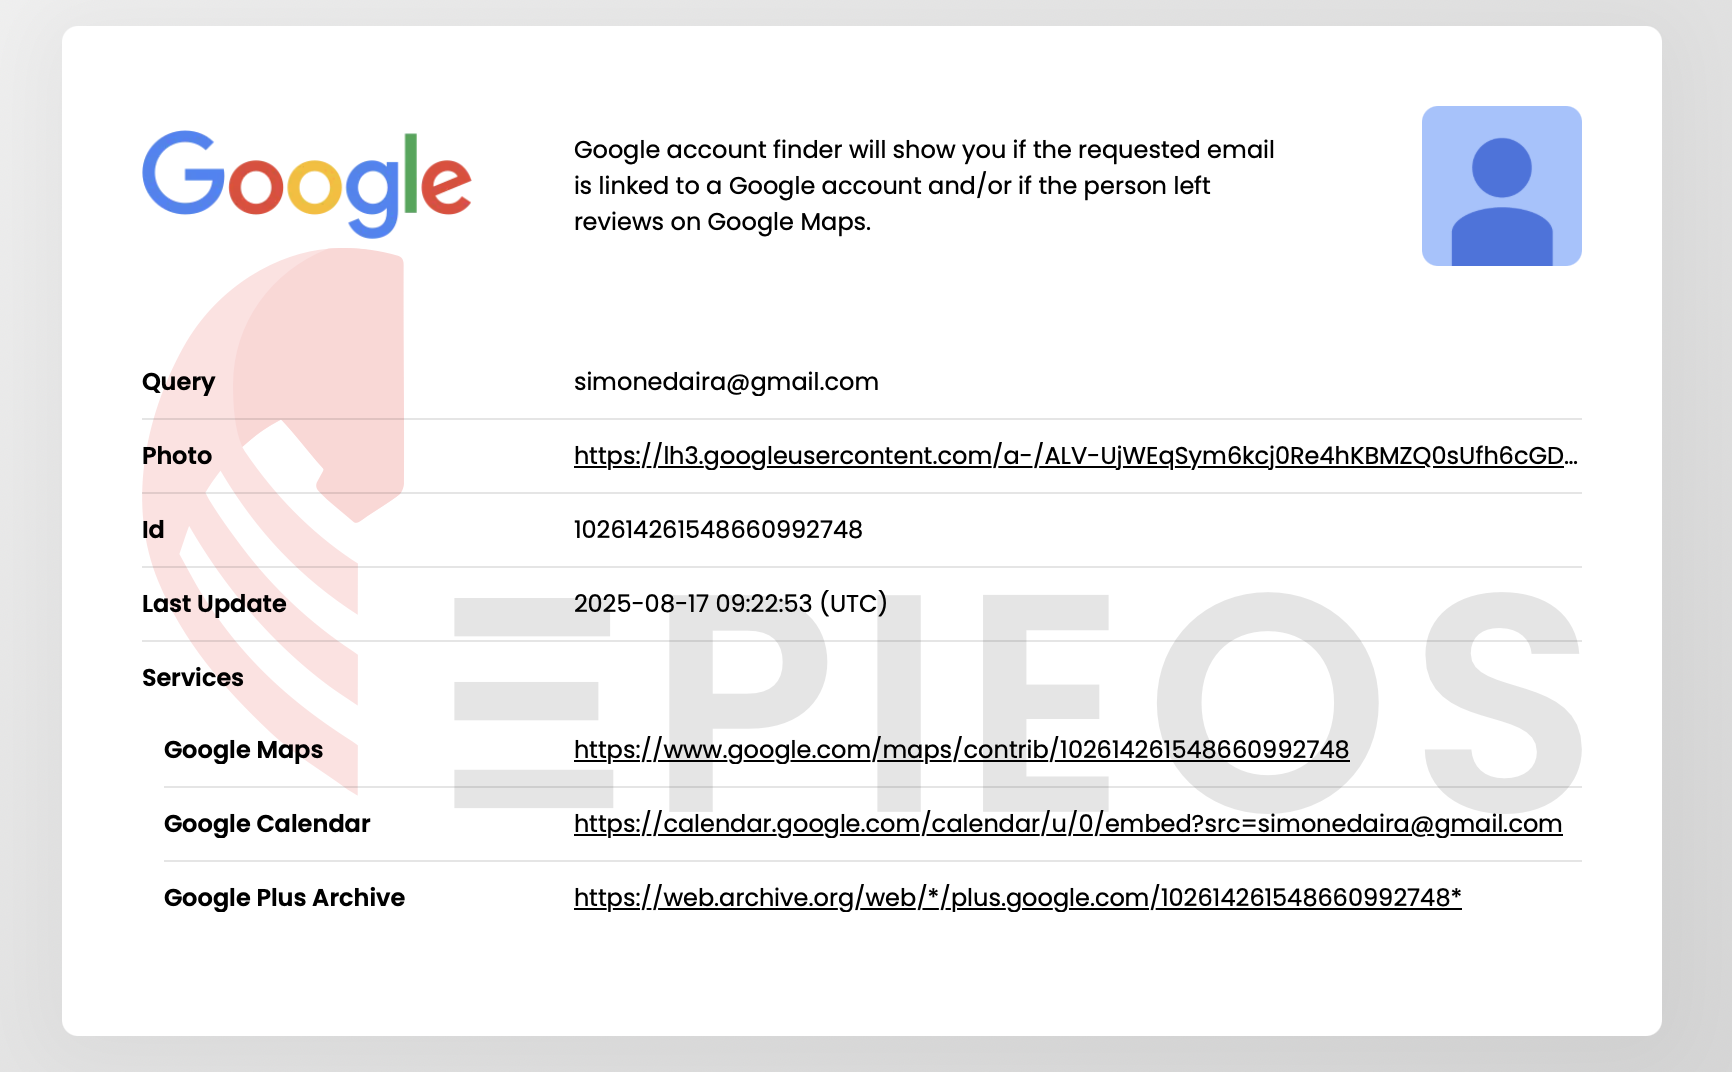 Google
Google account finder will show you if the requested email
is linked to a Google account and/or if the person left
reviews on Google Maps.
Query simonedaira@gmail.com
Photo https://lh3.googleusercontent.com/a-/ALV-UjWEqSym6kcj0Re4hKBMZQ0sUfh6cGD...
Id 102614261548660992748
Last Update 2025-08-17 09:22:53 (UTC)
Services
Google Maps https://www.google.com/maps/contrib/102614261548660992748
Google Calendar https://calendar.google.com/calendar/u/0/embed?src=simonedaira@gmail.com
Google Plus Archive https://web.archive.org/web/*/plus.google.com/102614261548660992748*
EPIEOS